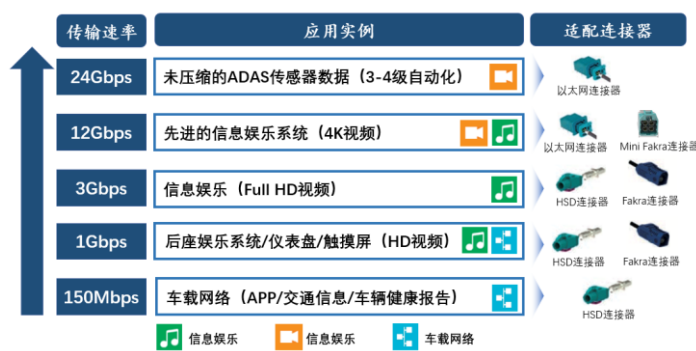 传输速率 应用实例 适配连接器
24Gbps 未压缩的ADAS传感器数据（3-4级自动化）
以太网连接器
12Gbps 先进的信息娱乐系统（4K视频）
以太网连接器 Mini Fakra连接器
3Gbps 信息娱乐（Full HD视频）
HSD连接器 Fakra连接器
1Gbps 后座娱乐系统/仪表盘/触摸屏（HD视频）
HSD连接器 Fakra连接器
150Mbps 车载网络（APP/交通信息/车辆健康报告）
HSD连接器
信息娱乐 信息娱乐 车载网络